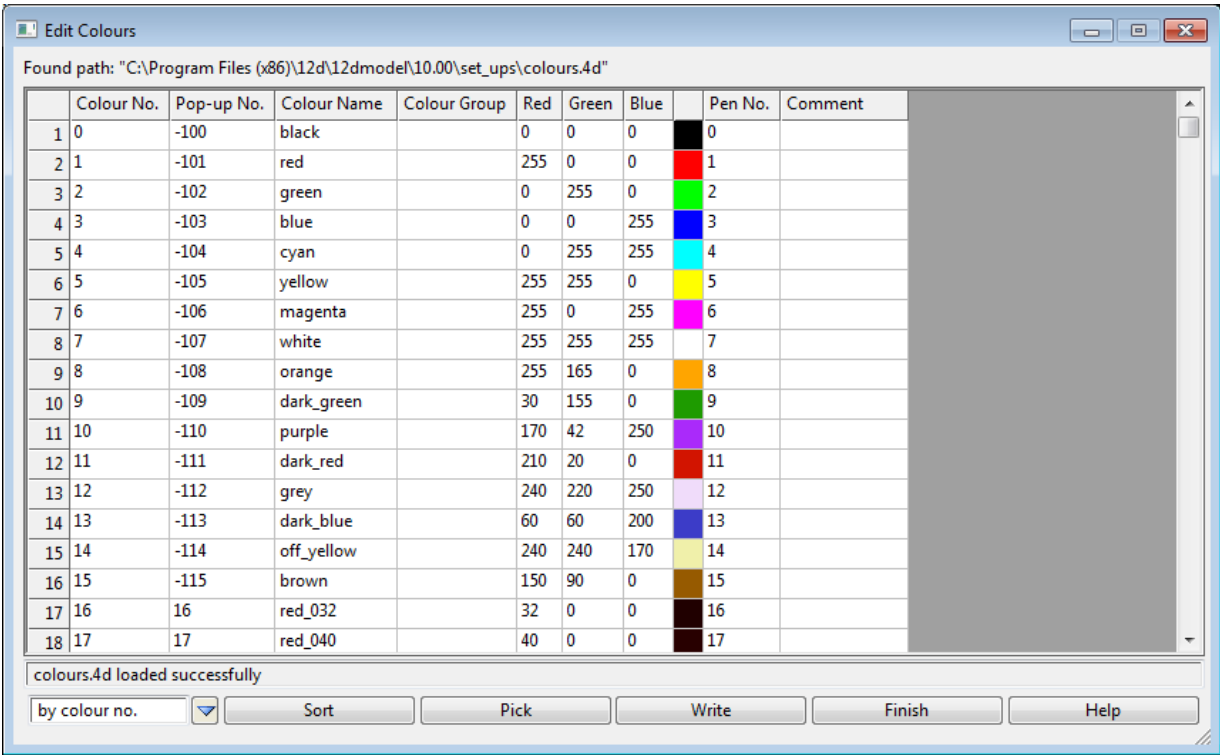 Edit Colours
Found path: "C:\Program Files (x86)\12d\12dmodel\10.00\set_ups\colours.4d"
Colour No. Pop-up No. Colour Name Colour Group Red Green Blue Pen No. Comment
1 0 -100 black 0 0 0 0
2 1 -101 red 255 0 0 1
3 2 -102 green 0 255 0 2
4 3 -103 blue 0 0 255 3
5 4 -104 cyan 0 255 255 4
6 5 -105 yellow 255 255 0 5
7 6 -106 magenta 255 0 255 6
8 7 -107 white 255 255 255 7
9 8 -108 orange 255 165 0 8
10 9 -109 dark_green 30 155 0 9
11 10 -110 purple 170 42 250 10
12 11 -111 dark_red 210 20 0 11
13 12 -112 grey 240 220 250 12
14 13 -113 dark_blue 60 60 200 13
15 14 -114 off_yellow 240 240 170 14
16 15 -115 brown 150 90 0 15
17 16 16 red_032 32 0 0 16
18 17 17 red_040 40 0 0 17
colours.4d loaded successfully
by colour no. Sort Pick Write Finish Help